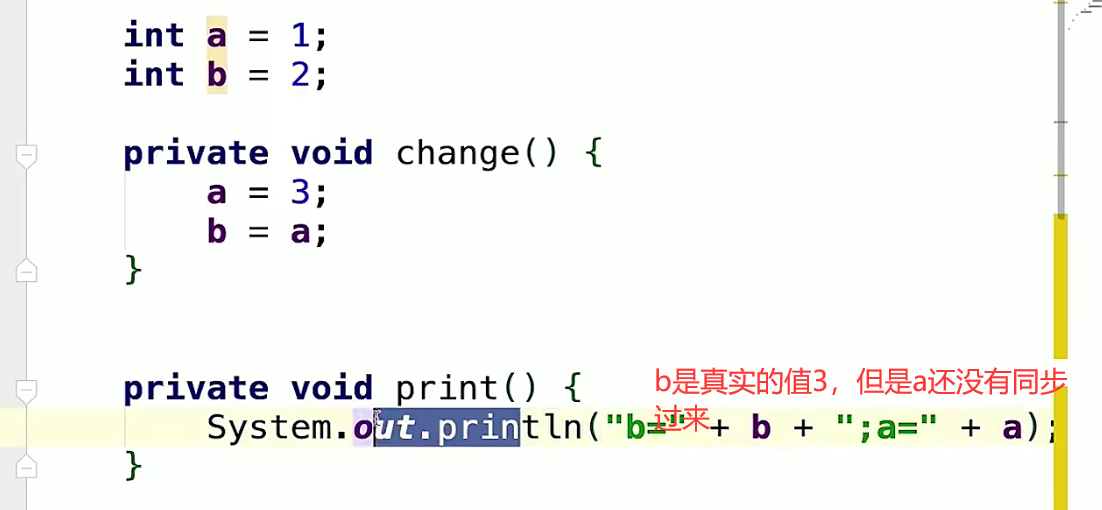 int a = 1;
int b = 2;
private void change() {
a = 3;
b = a;
}
private void print() {
b是真实的值3，但是a还没有同步
过来
System.out.println("b=" + b + ";a=" + a);
}